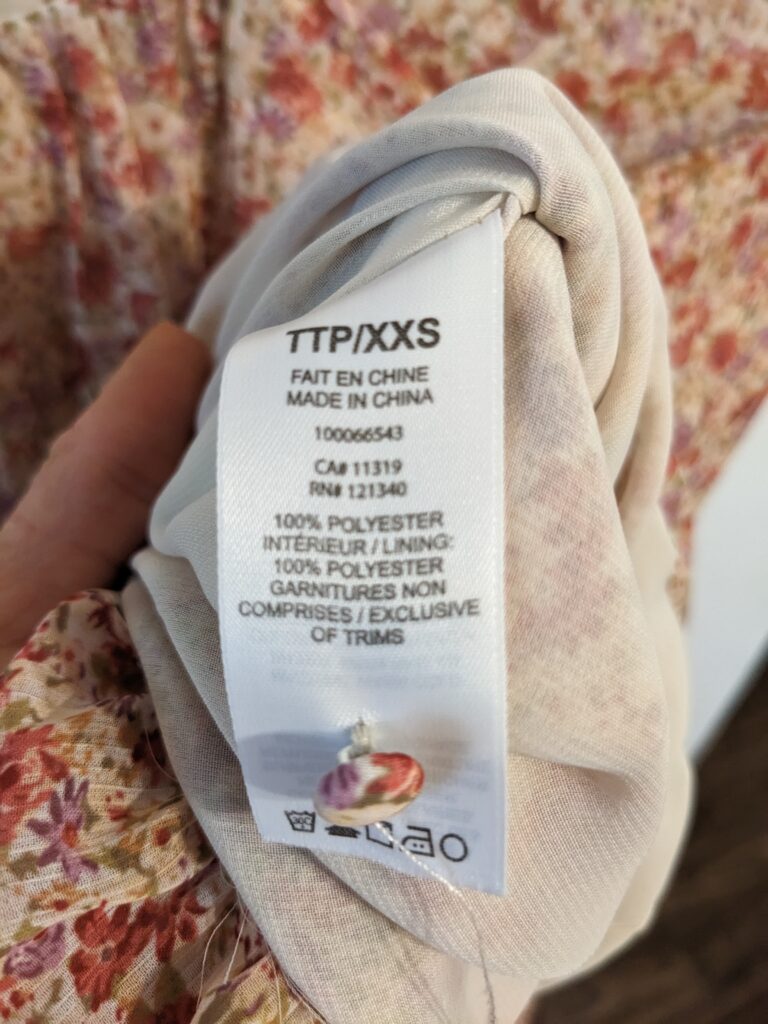 TTP/XXS
FAIT EN CHINE
MADE IN CHINA
100066543
CA# 11319
RN# 121340
100% POLYESTER
INTÉRIEUR / LINING:
100% POLYESTER
GARNITURES NON
COMPRISES / EXCLUSIVE
OF TRIMS